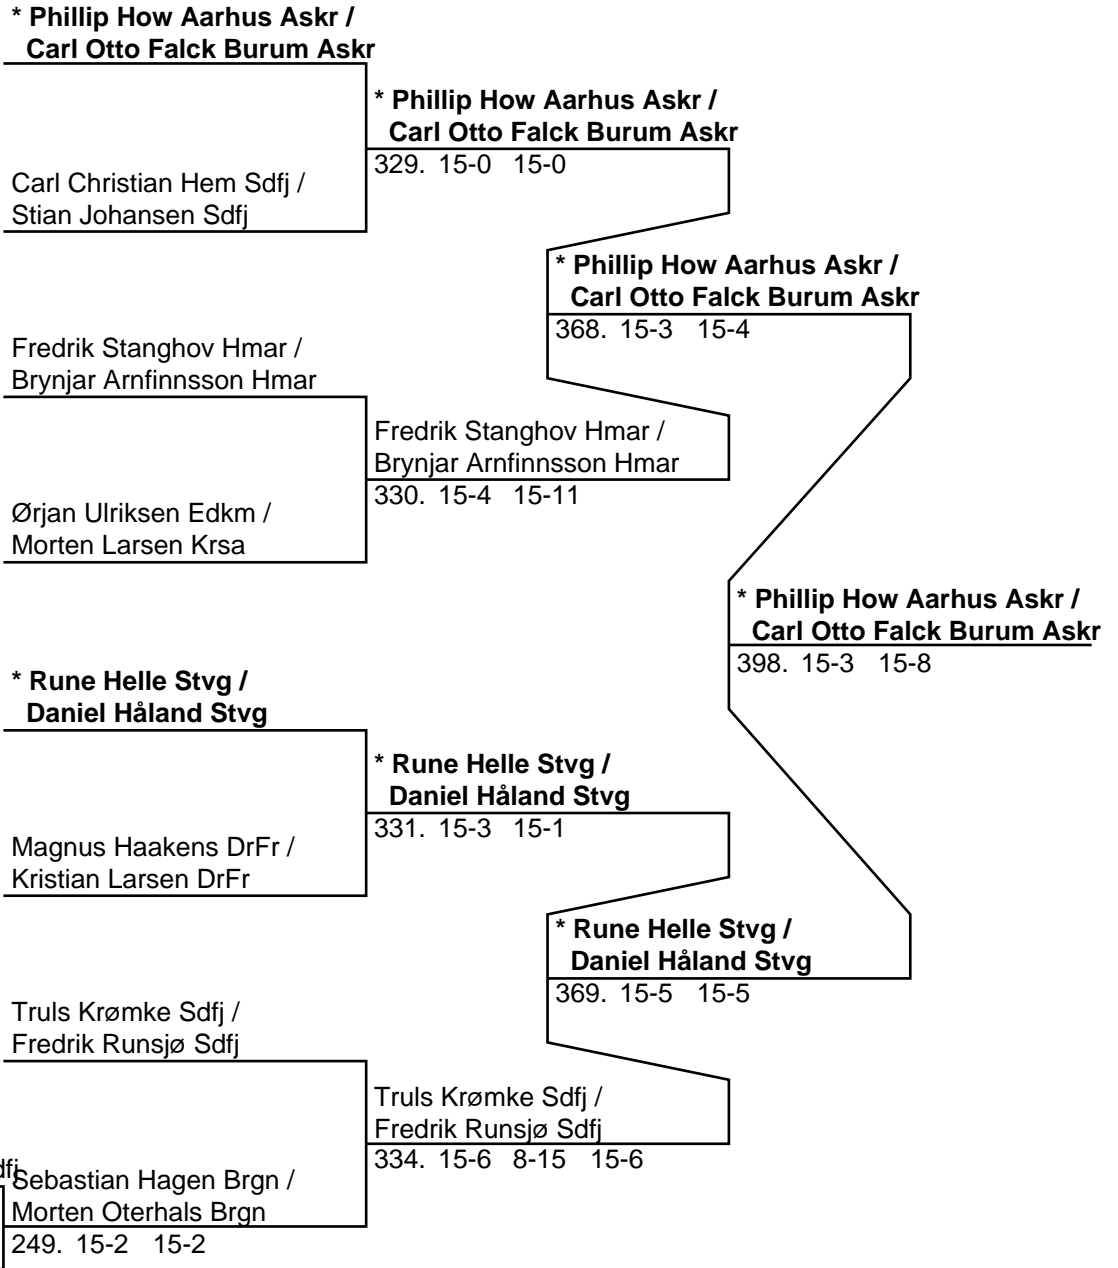 * Phillip How Aarhus Askr /
Carl Otto Falck Burum Askr
* Phillip How Aarhus Askr /
Carl Otto Falck Burum Askr
329. 15-0 15-0
Carl Christian Hem Sdfj /
Stian Johansen Sdfj
* Phillip How Aarhus Askr /
Carl Otto Falck Burum Askr
368. 15-3 15-4
Fredrik Stanghov Hmar /
Brynjar Arnfinnsson Hmar
Fredrik Stanghov Hmar /
Brynjar Arnfinnsson Hmar
330. 15-4 15-11
Ørjan Ulriksen Edkm /
Morten Larsen Krsa
* Phillip How Aarhus Askr /
Carl Otto Falck Burum Askr
398. 15-3 15-8
* Rune Helle Stvg /
Daniel Håland Stvg
* Rune Helle Stvg /
Daniel Håland Stvg
331. 15-3 15-1
Magnus Haakens DrFr /
Kristian Larsen DrFr
* Rune Helle Stvg /
Daniel Håland Stvg
369. 15-5 15-5
Truls Krømke Sdfj /
Fredrik Runsjø Sdfj
Truls Krømke Sdfj /
Fredrik Runsjø Sdfj
334. 15-6 8-15 15-6
Sebastian Hagen Brgn /
Morten Oterhals Brgn
249. 15-2 15-2